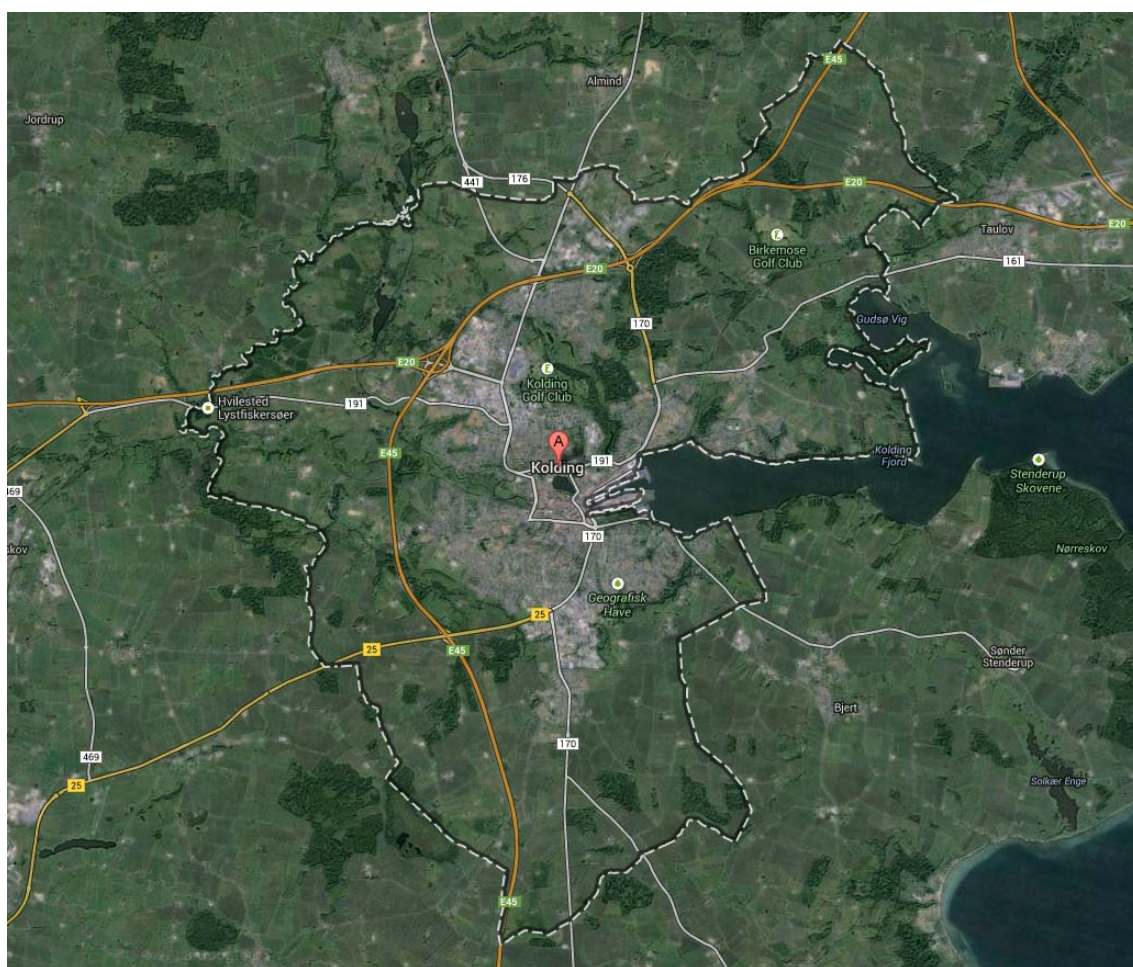 E45
Almind
Jordrup
441
176
E20
Taulov
E20
Birkemose
Golf Club
161
E20
170
Gudsø Vig
E20
Kolding
Golf Club
191
Hvilested
Lystfiskersøer
A
Kolding
191
E45
Kolding
Fjord
Stenderup
Skovene
469
skov
170
Nørreskov
Geografisk
Have
25
25
E45
Sønder
Stenderup
Bjert
170
469
25
Solkær Enge
E45